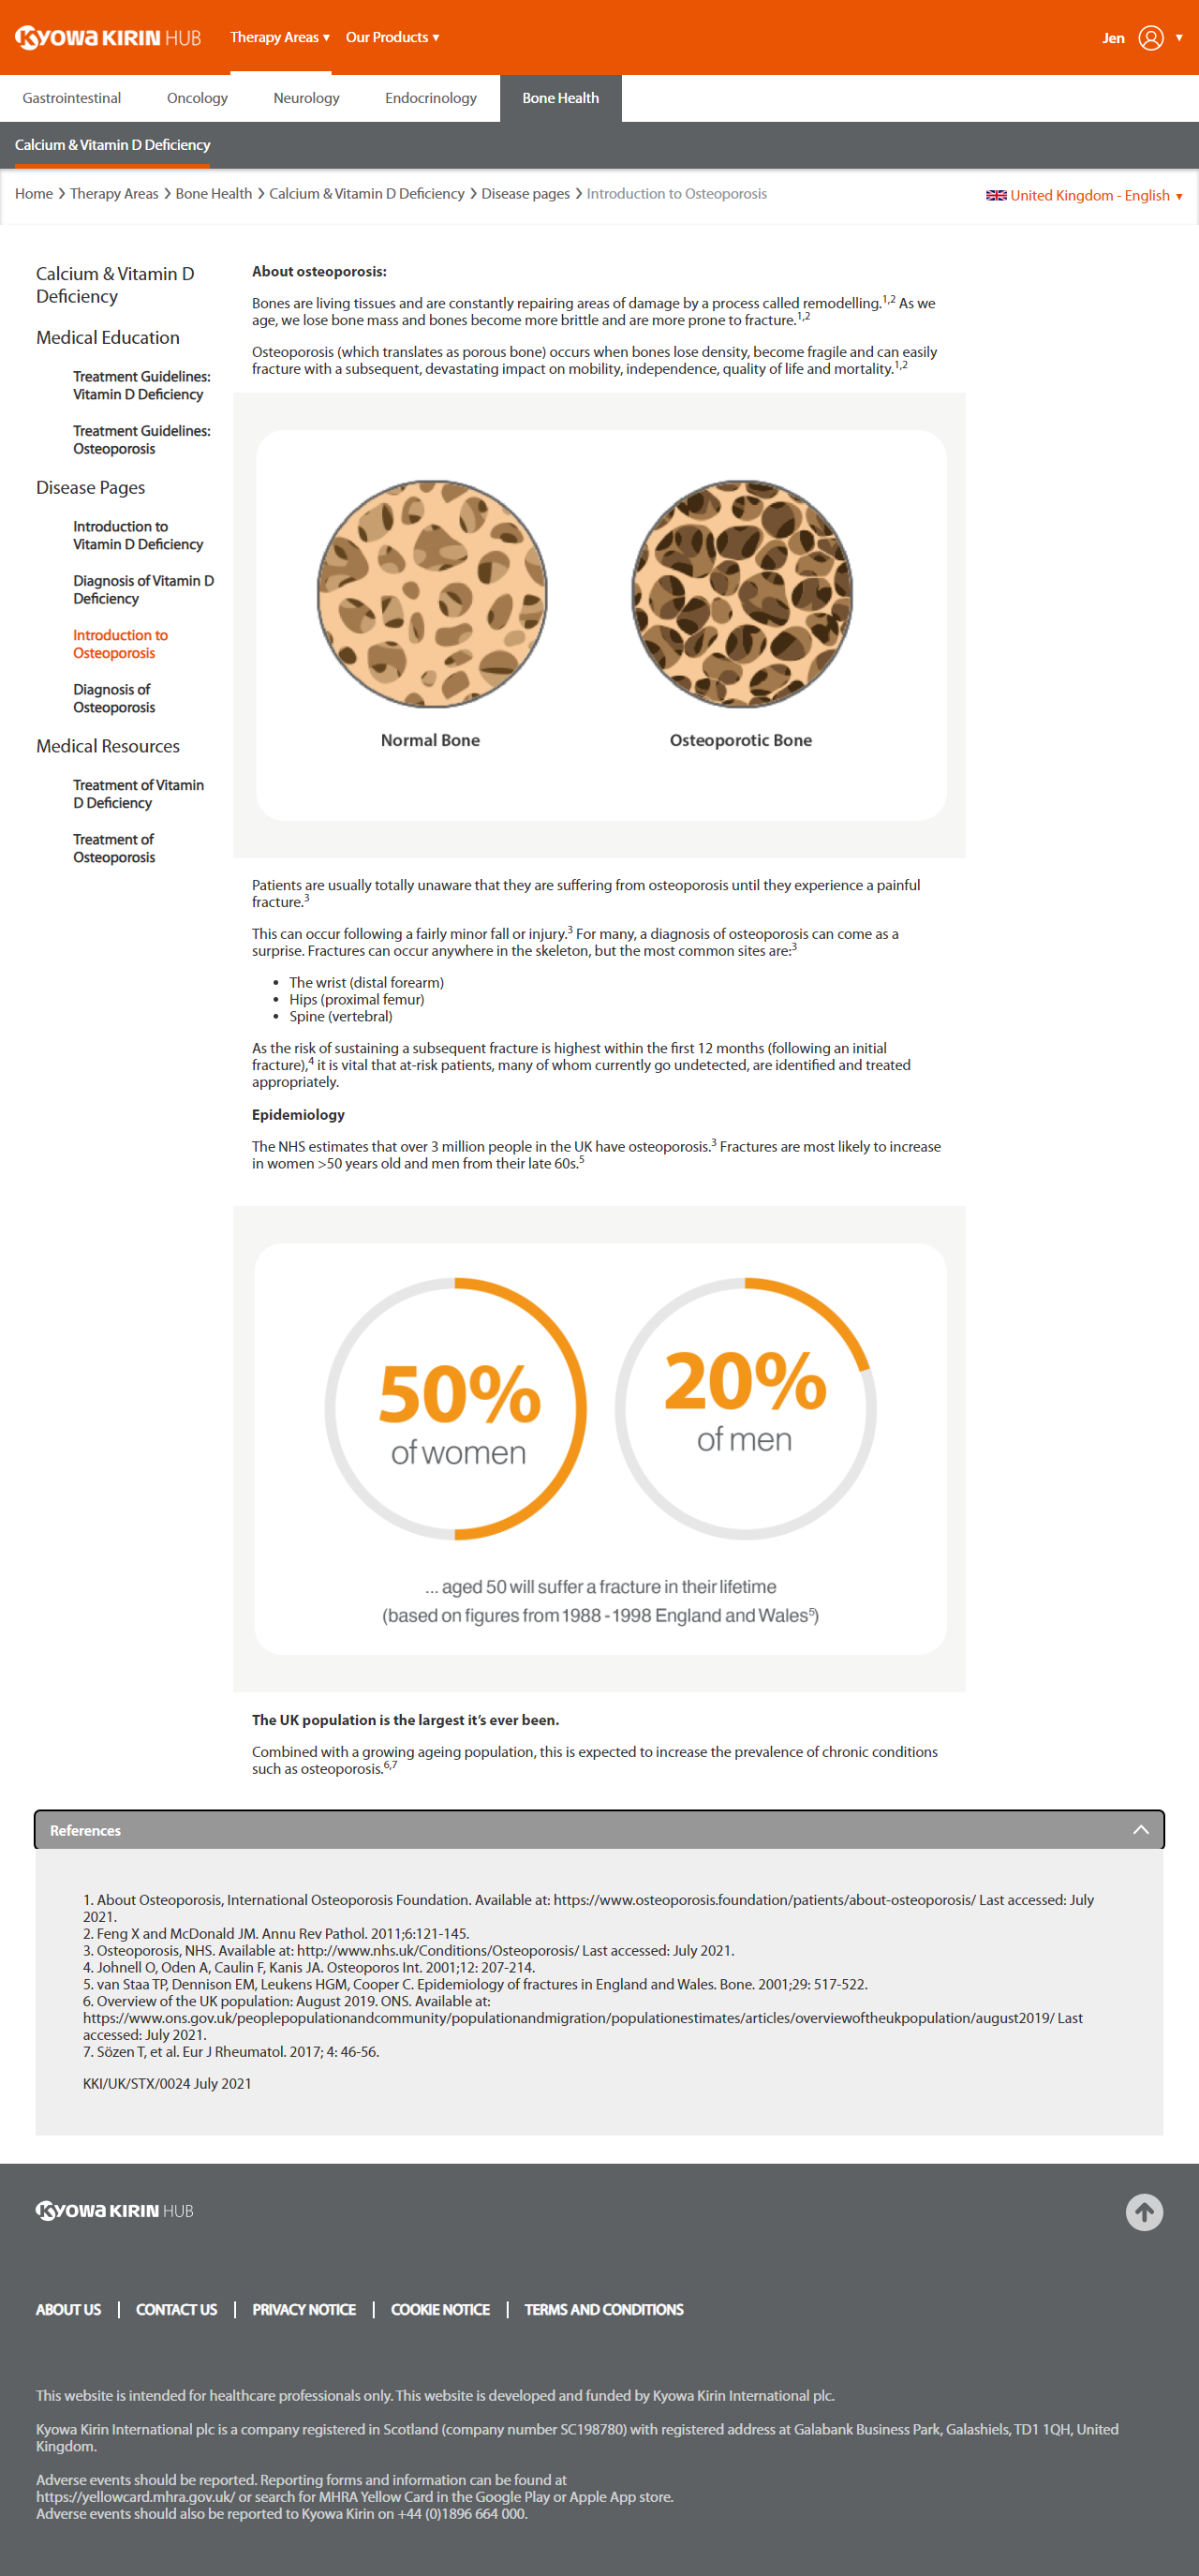 KYOWA KIRIN HUB
Therapy Areas ▾
Our Products ▾
Jen ▾
Gastrointestinal
Oncology
Neurology
Endocrinology
Bone Health
Calcium & Vitamin D Deficiency
Home > Therapy Areas > Bone Health > Calcium & Vitamin D Deficiency > Disease pages > Introduction to Osteoporosis
United Kingdom - English ▾
Calcium & Vitamin D
Deficiency
Medical Education
Treatment Guidelines:
Vitamin D Deficiency
Treatment Guidelines:
Osteoporosis
Disease Pages
Introduction to
Vitamin D Deficiency
Diagnosis of Vitamin D
Deficiency
Introduction to
Osteoporosis
Diagnosis of
Osteoporosis
Medical Resources
Treatment of Vitamin
D Deficiency
Treatment of
Osteoporosis
About osteoporosis:
Bones are living tissues and are constantly repairing areas of damage by a process called remodelling.1,2 As we
age, we lose bone mass and bones become more brittle and are more prone to fracture.1,2
Osteoporosis (which translates as porous bone) occurs when bones lose density, become fragile and can easily
fracture with a subsequent, devastating impact on mobility, independence, quality of life and mortality.1,2
Normal Bone
Osteoporotic Bone
Patients are usually totally unaware that they are suffering from osteoporosis until they experience a painful
fracture.3
This can occur following a fairly minor fall or injury.3 For many, a diagnosis of osteoporosis can come as a
surprise. Fractures can occur anywhere in the skeleton, but the most common sites are:3
• The wrist (distal forearm)
• Hips (proximal femur)
• Spine (vertebral)
As the risk of sustaining a subsequent fracture is highest within the first 12 months (following an initial
fracture),4 it is vital that at-risk patients, many of whom currently go undetected, are identified and treated
appropriately.
Epidemiology
The NHS estimates that over 3 million people in the UK have osteoporosis.3 Fractures are most likely to increase
in women >50 years old and men from their late 60s.5
50%
of women
20%
of men
... aged 50 will suffer a fracture in their lifetime
(based on figures from 1988 - 1998 England and Wales5)
The UK population is the largest it's ever been.
Combined with a growing ageing population, this is expected to increase the prevalence of chronic conditions
such as osteoporosis.6,7
References
1. About Osteoporosis, International Osteoporosis Foundation. Available at: https://www.osteoporosis.foundation/patients/about-osteoporosis/ Last accessed: July
2021.
2. Feng X and McDonald JM. Annu Rev Pathol. 2011;6:121-145.
3. Osteoporosis, NHS. Available at: http://www.nhs.uk/Conditions/Osteoporosis/ Last accessed: July 2021.
4. Johnell O, Oden A, Caulin F, Kanis JA. Osteoporos Int. 2001;12: 207-214.
5. van Staa TP, Dennison EM, Leukens HGM, Cooper C. Epidemiology of fractures in England and Wales. Bone. 2001;29: 517-522.
6. Overview of the UK population: August 2019. ONS. Available at:
https://www.ons.gov.uk/peoplepopulationandcommunity/populationandmigration/populationestimates/articles/overviewoftheukpopulation/august2019/ Last
accessed: July 2021.
7. Sözen T, et al. Eur J Rheumatol. 2017; 4: 46-56.
KKI/UK/STX/0024 July 2021
KYOWA KIRIN HUB
ABOUT US | CONTACT US | PRIVACY NOTICE | COOKIE NOTICE | TERMS AND CONDITIONS
This website is intended for healthcare professionals only. This website is developed and funded by Kyowa Kirin International plc.
Kyowa Kirin International plc is a company registered in Scotland (company number SC198780) with registered address at Galabank Business Park, Galashiels, TD1 1QH, United
Kingdom.
Adverse events should be reported. Reporting forms and information can be found at
https://yellowcard.mhra.gov.uk/ or search for MHRA Yellow Card in the Google Play or Apple App store.
Adverse events should also be reported to Kyowa Kirin on +44 (0)1896 664 000.